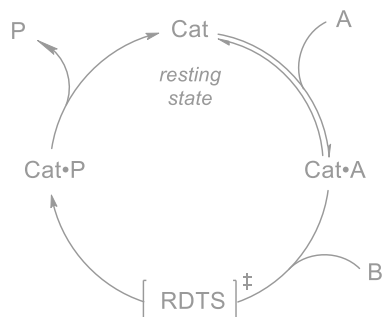 P
Cat
A
resting
state
Cat•P
Cat•A
B
[RDTS]‡